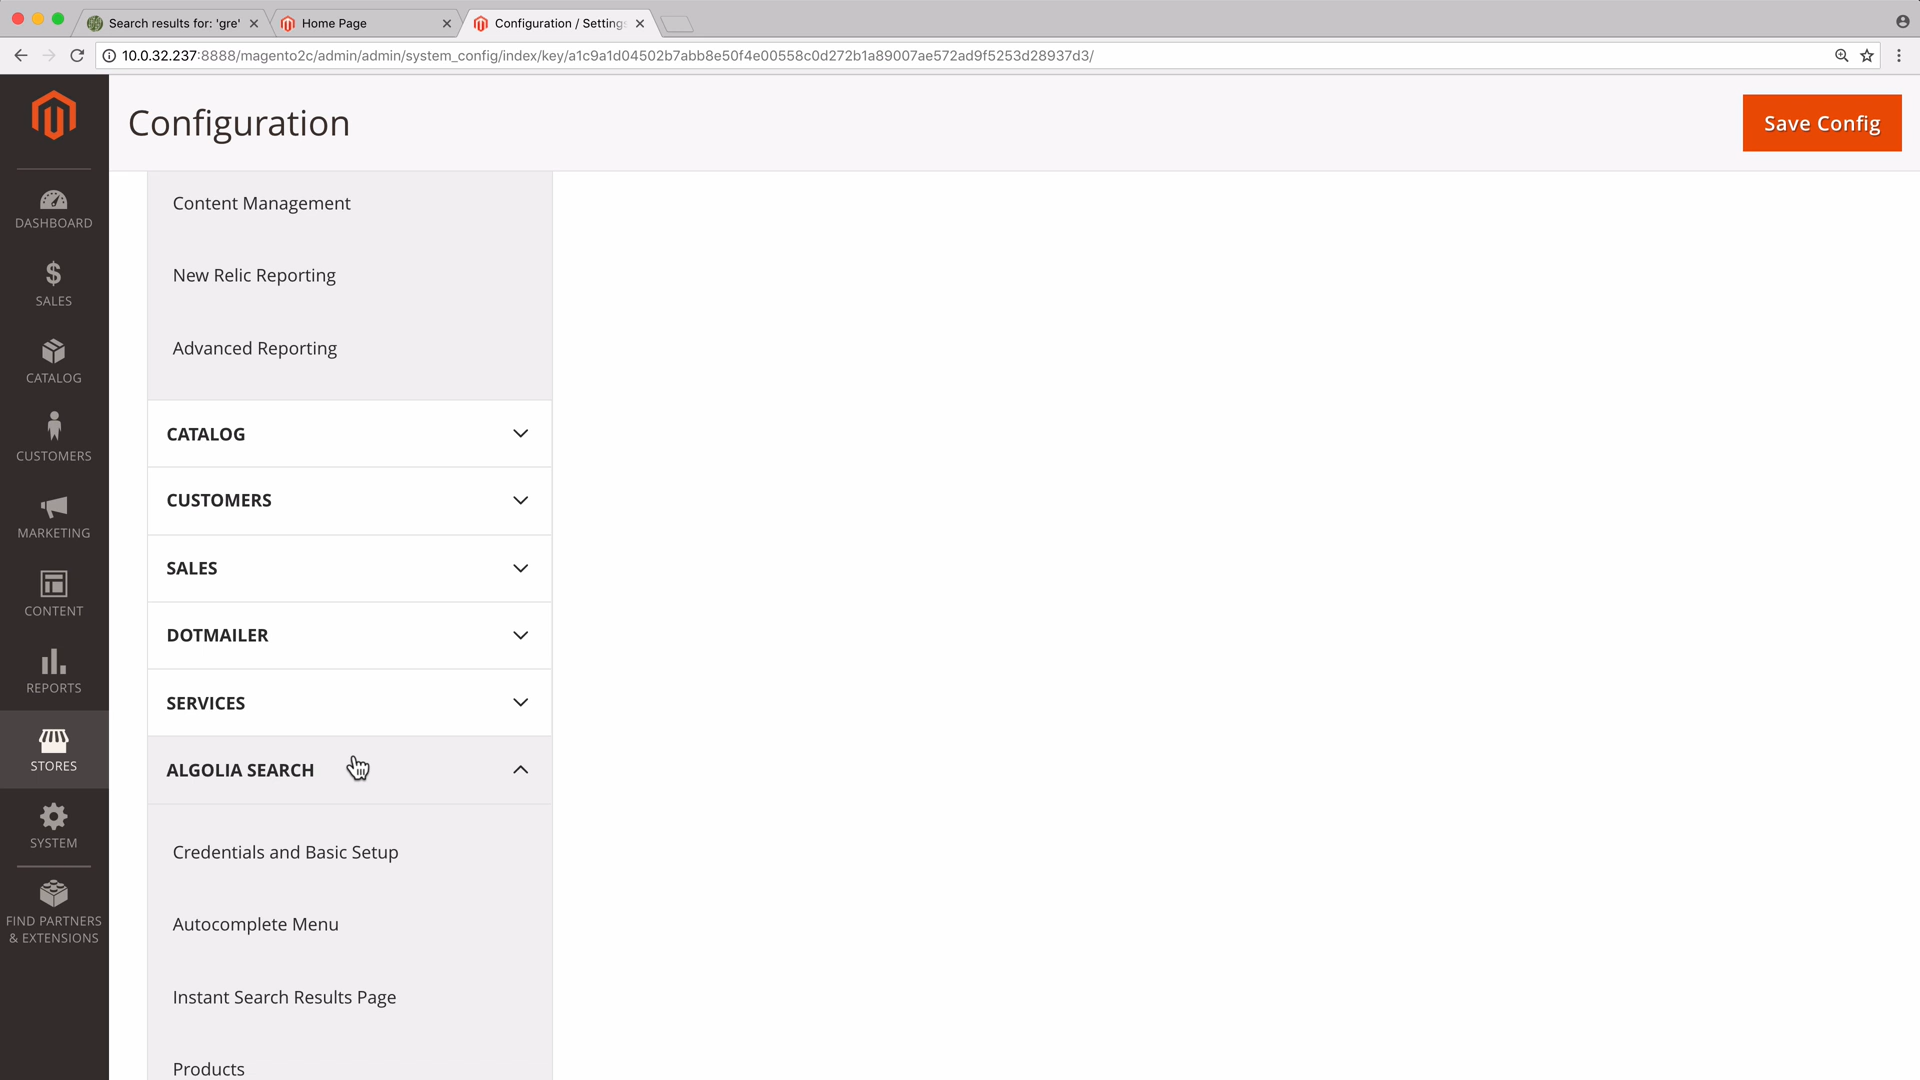 Search results for: 'gre'
Home Page
Configuration / Setting
10.0.32.237:8888/magento2c/admin/admin/system_config/index/key/a1c9a1d04502b7abb8e50f4e00558c0d272b1a89007ae572ad9f5253d28937d3/
Configuration
Save Config
DASHBOARD
SALES
CATALOG
CUSTOMERS
MARKETING
CONTENT
REPORTS
STORES
SYSTEM
FIND PARTNERS
& EXTENSIONS
Content Management
New Relic Reporting
Advanced Reporting
CATALOG
CUSTOMERS
SALES
DOTMAILER
SERVICES
ALGOLIA SEARCH
Credentials and Basic Setup
Autocomplete Menu
Instant Search Results Page
Products